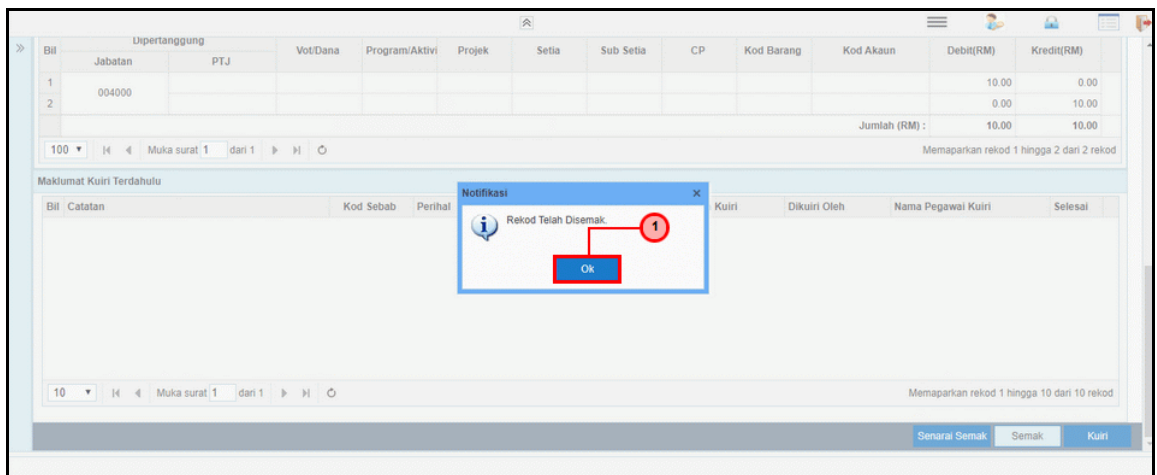 Bil Dipertanggung Vot/Dana Program/Aktivi Projek Setia Sub Setia CP Kod Barang Kod Akaun Debit(RM) Kredit(RM)
Jabatan PTJ
1 004000 10.00 0.00
2 0.00 10.00
Jumlah (RM) : 10.00 10.00
100 Muka surat 1 dari 1 Memaparkan rekod 1 hingga 2 dari 2 rekod
Maklumat Kuiri Terdahulu
Bil Catatan Kod Sebab Perihal Kuiri Dikuiri Oleh Nama Pegawai Kuiri Selesai
Notifikasi
Rekod Telah Disemak.
1
Ok
10 Muka surat 1 dari 1 Memaparkan rekod 1 hingga 10 dari 10 rekod
Senarai Semak Semak Kuiri